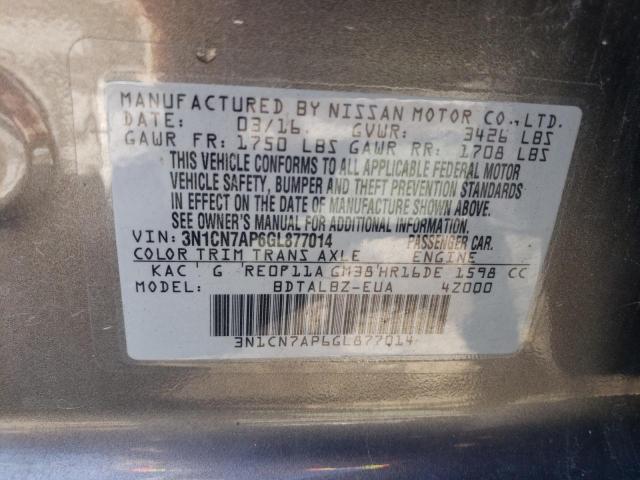 MANUFACTURED BY NISSAN MOTOR CO.,LTD.
DATE: 03/16. GVWR: 3426 LBS
GAWR FR: 1750 LBS GAWR RR: 1708 LBS
THIS VEHICLE CONFORMS TO ALL APPLICABLE FEDERAL MOTOR
VEHICLE SAFETY, BUMPER AND THEFT PREVENTION STANDARDS
IN EFFECT ON THE DATE OF MANUFACTURE SHOWN ABOVE.
SEE OWNER'S MANUAL FOR ADDITIONAL INFORMATION.
VIN: 3N1CN7AP6GL877014 PASSENGER CAR.
COLOR TRIM TRANS AXLE ENGINE
KAC G RE0P11A GM38 HR16DE 1598 CC
MODEL: BDTALBZ-EUA 4Z000
3N1CN7AP6GL877014